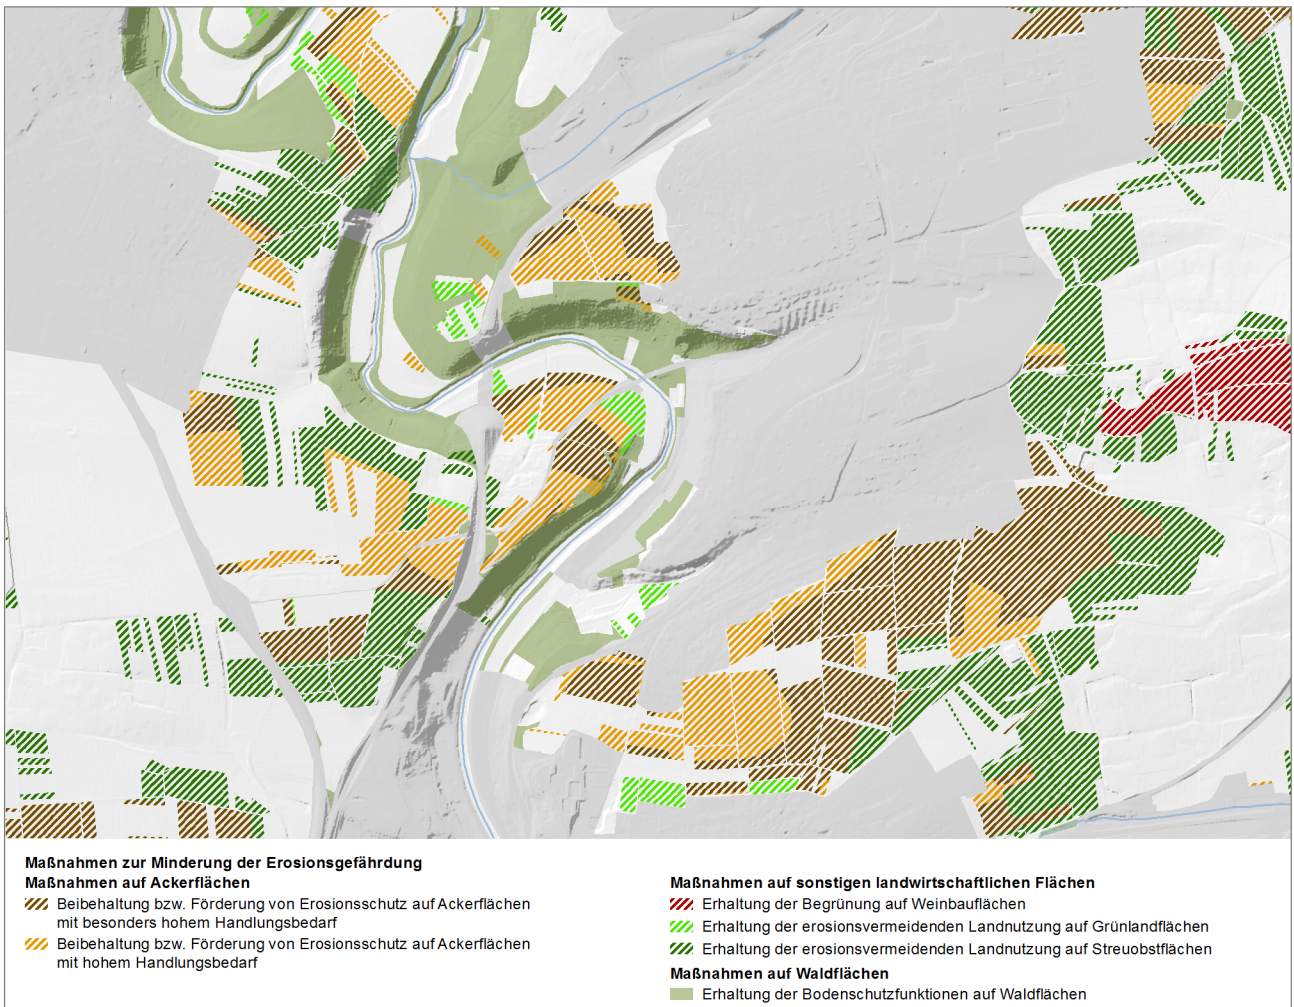 Maßnahmen zur Minderung der Erosionsgefährdung
Maßnahmen auf Ackerflächen
Beibehaltung bzw. Förderung von Erosionsschutz auf Ackerflächen
mit besonders hohem Handlungsbedarf
Beibehaltung bzw. Förderung von Erosionsschutz auf Ackerflächen
mit hohem Handlungsbedarf
Maßnahmen auf sonstigen landwirtschaftlichen Flächen
Erhaltung der Begrünung auf Weinbauflächen
Erhaltung der erosionsvermeidenden Landnutzung auf Grünlandflächen
Erhaltung der erosionsvermeidenden Landnutzung auf Streuobstflächen
Maßnahmen auf Waldflächen
Erhaltung der Bodenschutzfunktionen auf Waldflächen